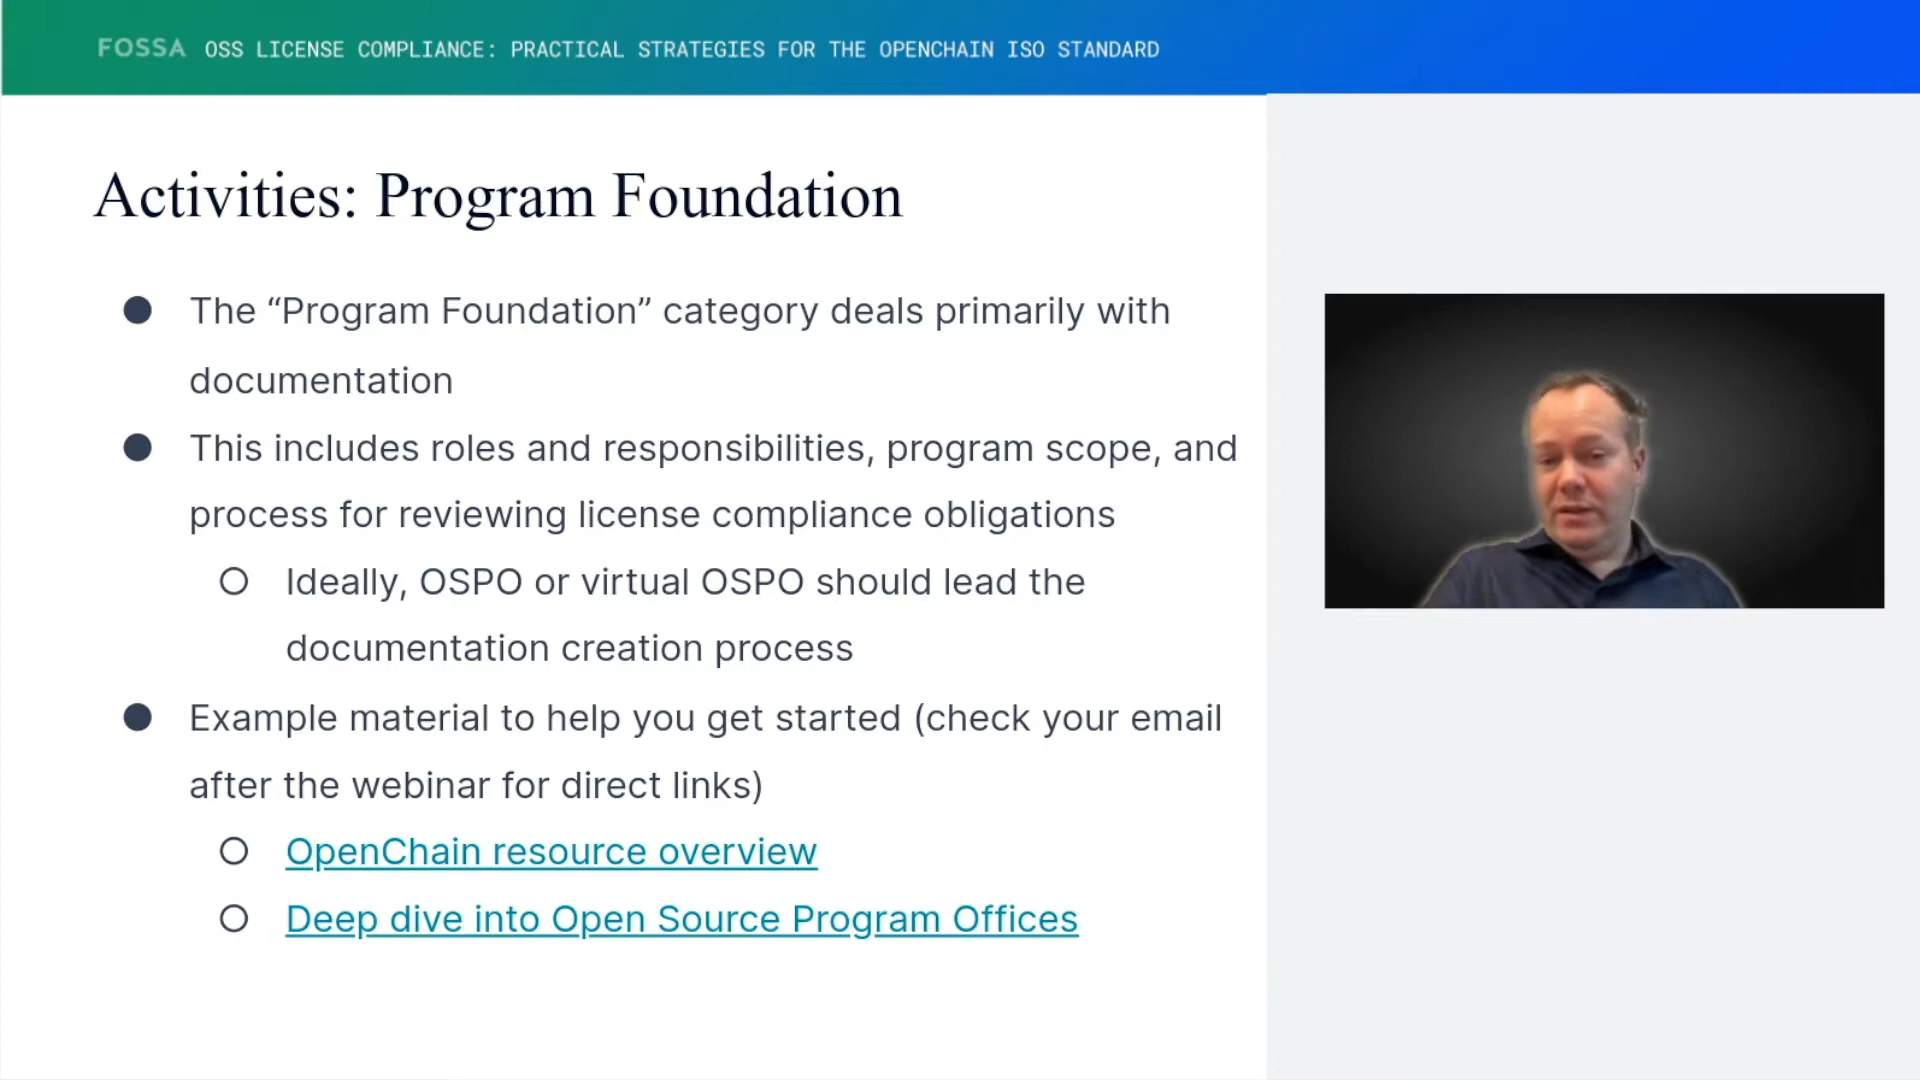 FOSSA OSS LICENSE COMPLIANCE: PRACTICAL STRATEGIES FOR THE OPENCHAIN ISO STANDARD
Activities: Program Foundation
The “Program Foundation” category deals primarily with
documentation
This includes roles and responsibilities, program scope, and
process for reviewing license compliance obligations
Ideally, OSPO or virtual OSPO should lead the
documentation creation process
Example material to help you get started (check your email
after the webinar for direct links)
OpenChain resource overview
Deep dive into Open Source Program Offices